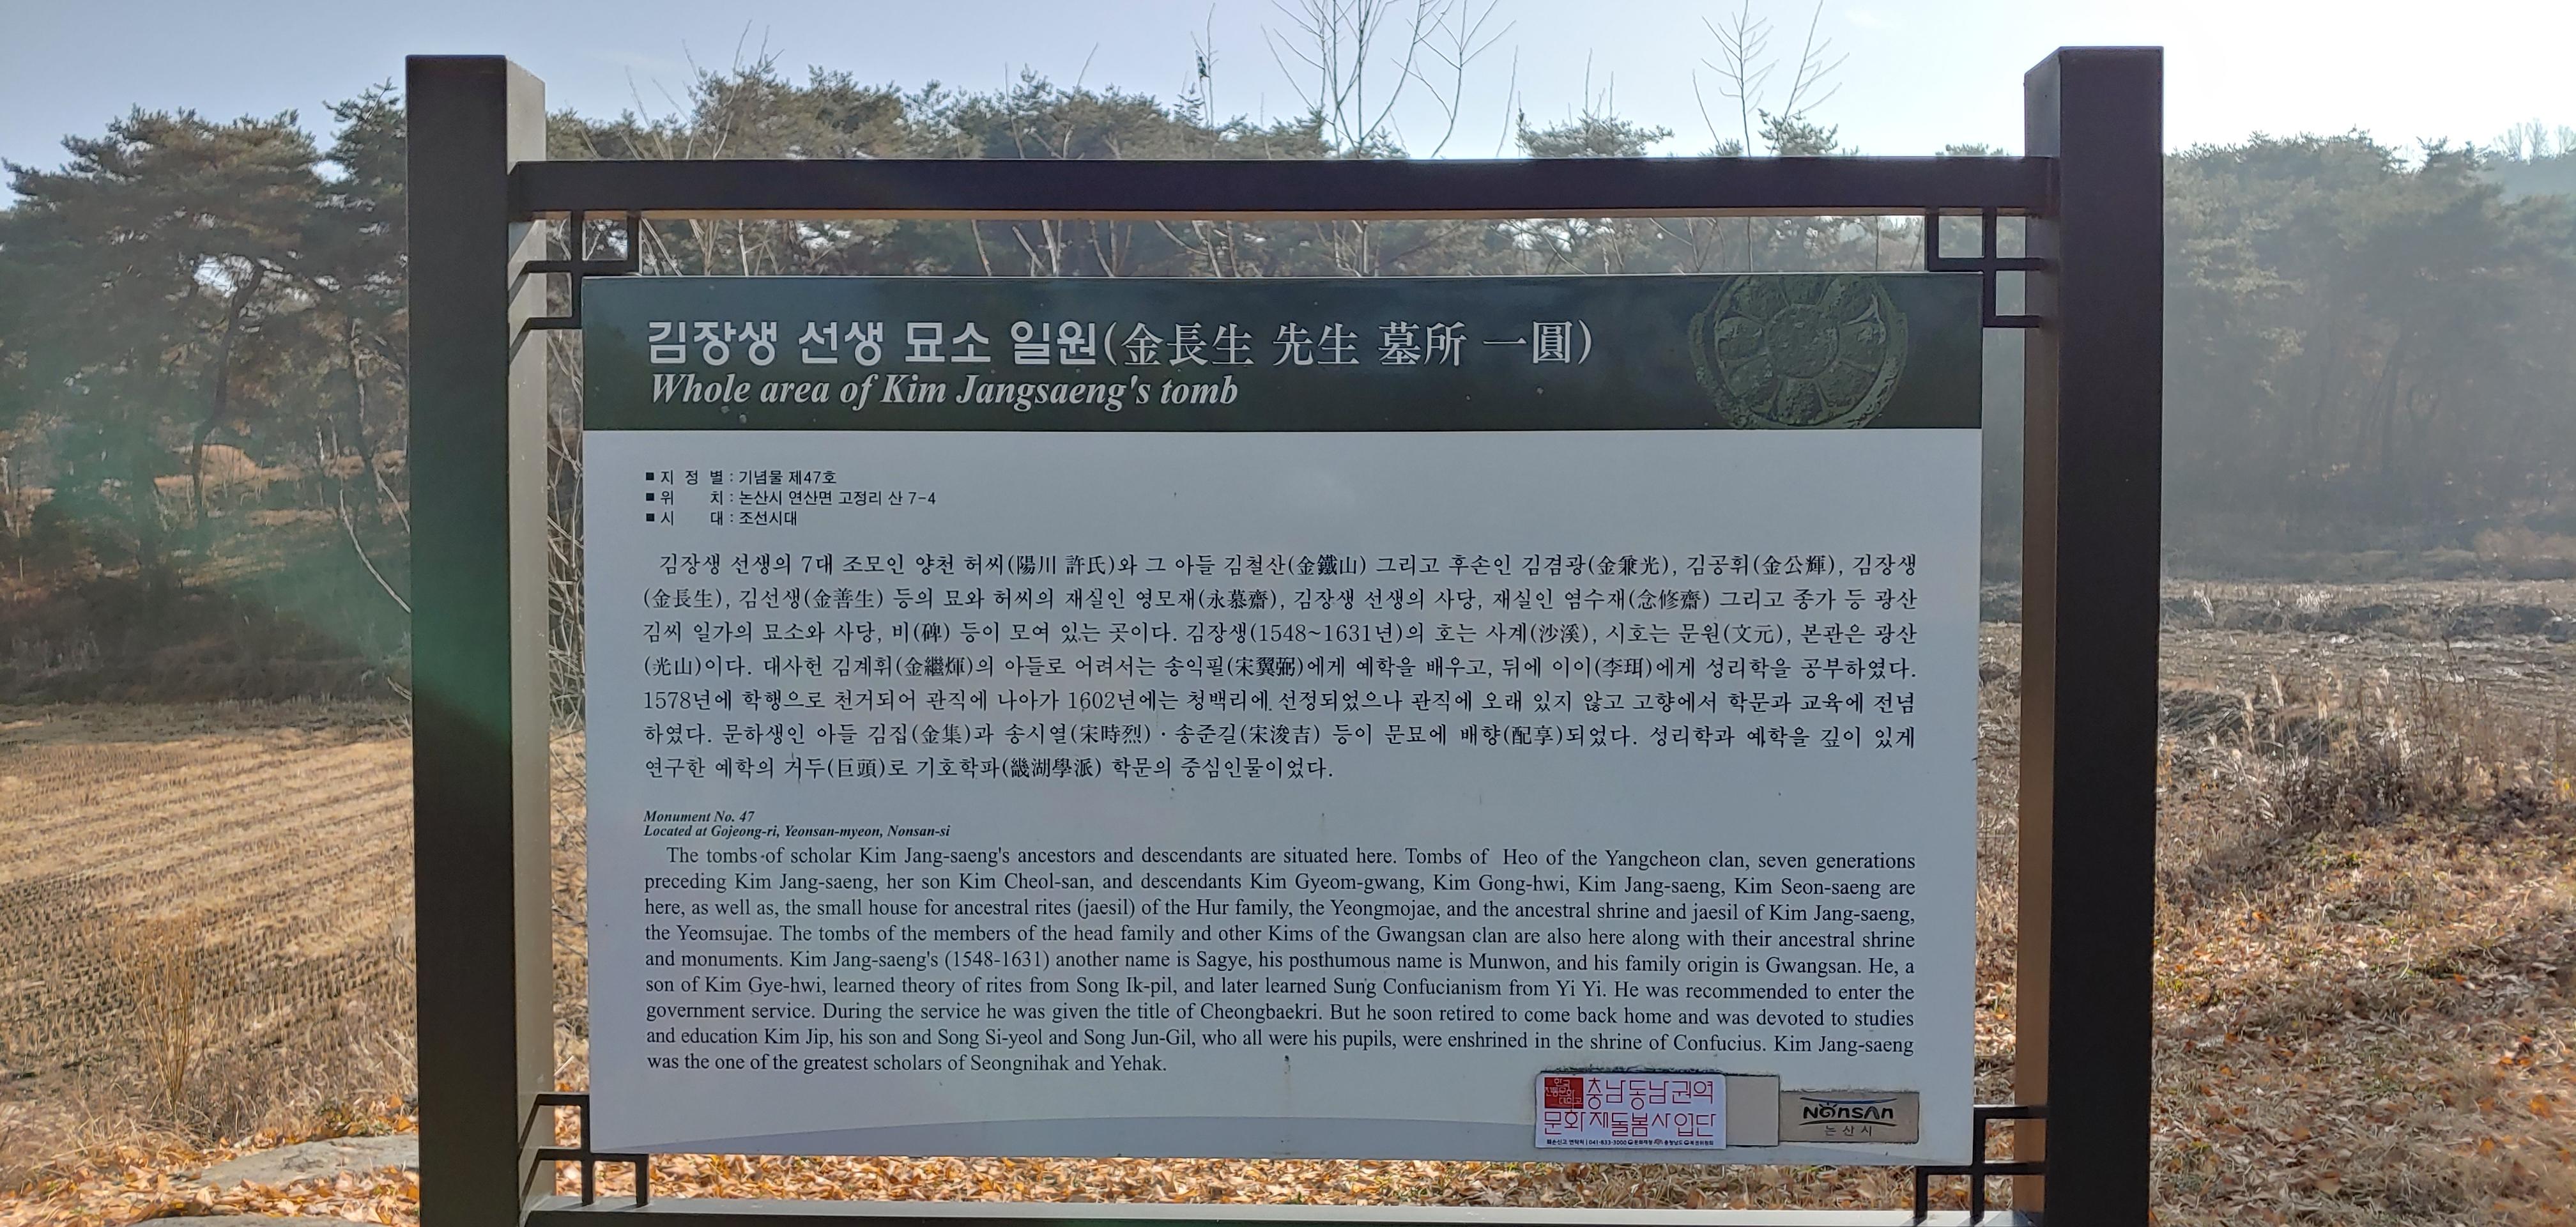 김장생 선생 묘소 일원(金長生 先生 墓所 一圓)
Whole area of Kim Jangsaeng's tomb
■ 지 정 별 : 기념물 제47호
■ 위 치 : 논산시 연산면 고정리 산 7-4
■ 시 대 : 조선시대
김장생 선생의 7대 조모인 양천 허씨(陽川 許氏)와 그 아들 김철산(金鐵山) 그리고 후손인 김겸광(金兼光), 김공휘(金公輝), 김장생
(金長生), 김선생(金善生) 등의 묘와 허씨의 재실인 영모재(永慕齋), 김장생 선생의 사당, 재실인 염수재(念修齋) 그리고 종가 등 광산
김씨 일가의 묘소와 사당, 비(碑) 등이 모여 있는 곳이다. 김장생(1548~1631년)의 호는 사계(沙溪), 시호는 문원(文元), 본관은 광산
(光山)이다. 대사헌 김계휘(金繼煇)의 아들로 어려서는 송익필(宋翼弼)에게 예학을 배우고, 뒤에 이이(李珥)에게 성리학을 공부하였다.
1578년에 학행으로 천거되어 관직에 나아가 1602년에는 청백리에 선정되었으나 관직에 오래 있지 않고 고향에서 학문과 교육에 전념
하였다. 문하생인 아들 김집(金集)과 송시열(宋時烈)·송준길(宋浚吉) 등이 문묘에 배향(配享)되었다. 성리학과 예학을 깊이 있게
연구한 예학의 거두(巨頭)로 기호학파(畿湖學派) 학문의 중심인물이었다.
Monument No. 47
Located at Gojeong-ri, Yeonsan-myeon, Nonsan-si
The tombs of scholar Kim Jang-saeng's ancestors and descendants are situated here. Tombs of Heo of the Yangcheon clan, seven generations
preceding Kim Jang-saeng, her son Kim Cheol-san, and descendants Kim Gyeom-gwang, Kim Gong-hwi, Kim Jang-saeng, Kim Seon-saeng are
here, as well as, the small house for ancestral rites (jaesil) of the Hur family, the Yeongmojae, and the ancestral shrine and jaesil of Kim Jang-saeng,
the Yeomsujae. The tombs of the members of the head family and other Kims of the Gwangsan clan are also here along with their ancestral shrine
and monuments. Kim Jang-saeng's (1548-1631) another name is Sagye, his posthumous name is Munwon, and his family origin is Gwangsan. He, a
son of Kim Gye-hwi, learned theory of rites from Song Ik-pil, and later learned Sung Confucianism from Yi Yi. He was recommended to enter the
government service. During the service he was given the title of Cheongbaekri. But he soon retired to come back home and was devoted to studies
and education Kim Jip, his son and Song Si-yeol and Song Jun-Gil, who all were his pupils, were enshrined in the shrine of Confucius. Kim Jang-saeng
was the one of the greatest scholars of Seongnihak and Yehak.
충남동남권역
문화재돌봄사업단
NONSAN
논산시